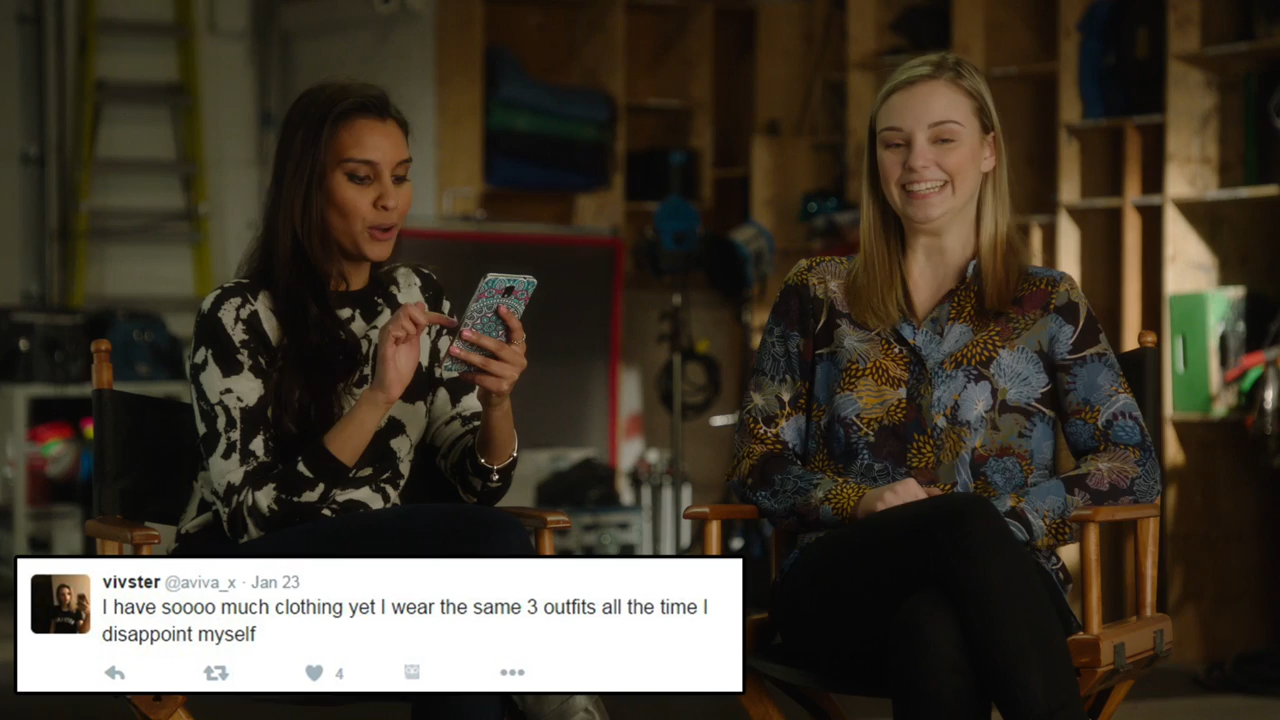 vivster @aviva_x · Jan 23
I have soooo much clothing yet I wear the same 3 outfits all the time I
disappoint myself
4